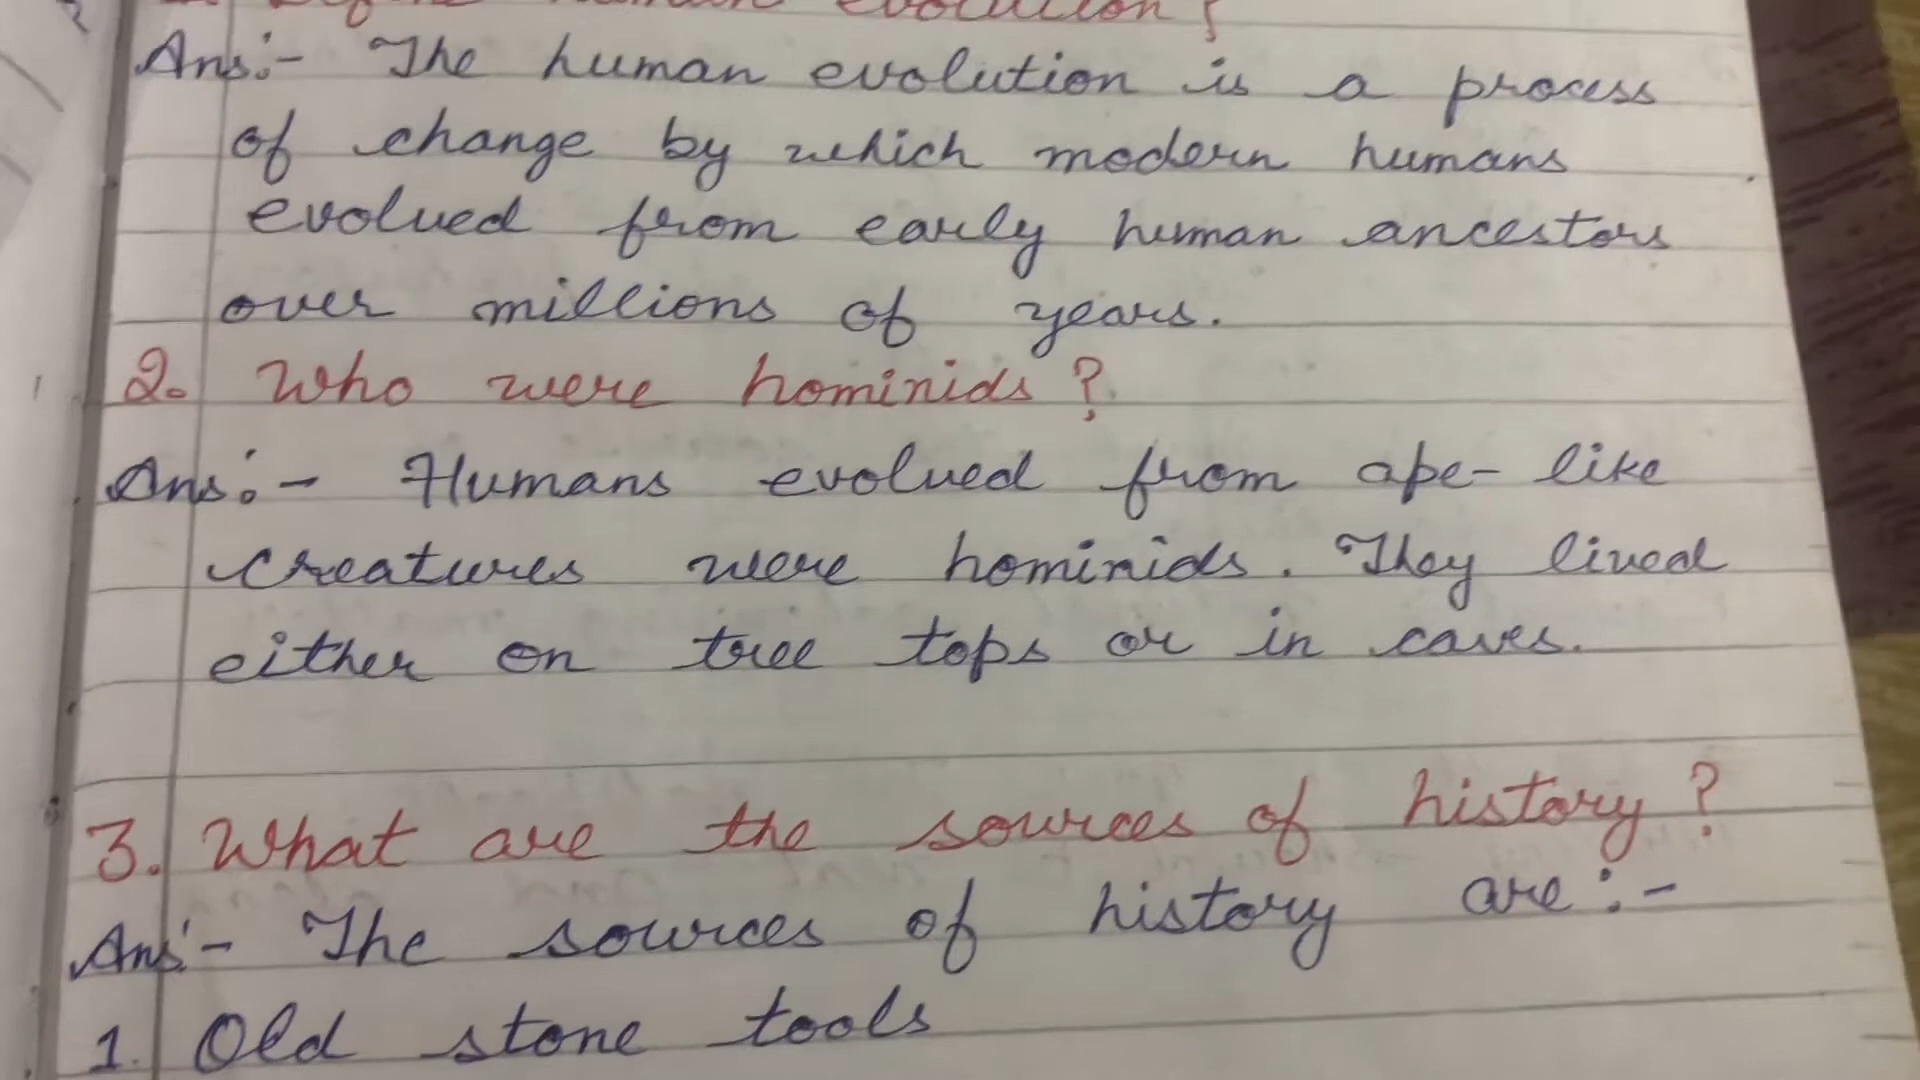 Define human evolution?
Ans:- The human evolution is a process
of change by which modern humans
evolved from early human ancestors
over millions of years.
2. Who were hominids?
Ans:- Humans evolved from ape- like
creatures were hominids. They lived
either on tree tops or in caves.
3. What are the sources of history?
Ans:- The sources of history are:-
1. Old stone tools